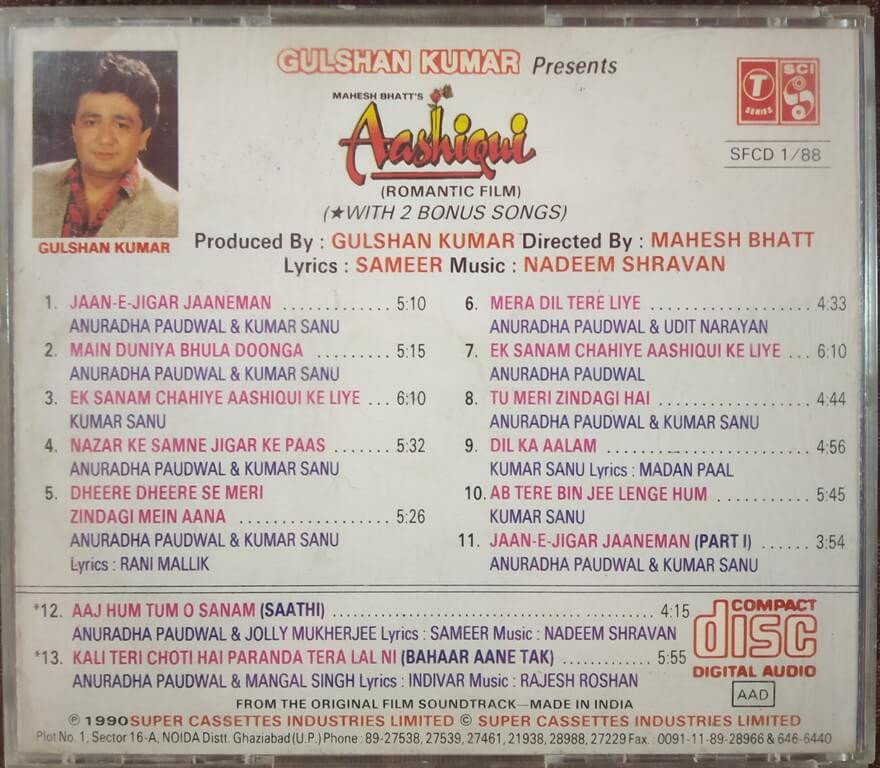 GULSHAN KUMAR Presents
MAHESH BHATT'S
Aashiqui
(ROMANTIC FILM)
(★WITH 2 BONUS SONGS)
T SERIES
SCI
SFCD 1/88
GULSHAN KUMAR
Produced By : GULSHAN KUMAR Directed By : MAHESH BHATT
Lyrics : SAMEER Music : NADEEM SHRAVAN
1. JAAN-E-JIGAR JAANEMAN .............. 5:10
ANURADHA PAUDWAL & KUMAR SANU
2. MAIN DUNIYA BHULA DOONGA ......... 5:15
ANURADHA PAUDWAL & KUMAR SANU
3. EK SANAM CHAHIYE AASHIQUI KE LIYE ... 6:10
KUMAR SANU
4. NAZAR KE SAMNE JIGAR KE PAAS ....... 5:32
ANURADHA PAUDWAL & KUMAR SANU
5. DHEERE DHEERE SE MERI
ZINDAGI MEIN AANA ................... 5:26
ANURADHA PAUDWAL & KUMAR SANU
Lyrics : RANI MALLIK
6. MERA DIL TERE LIYE ..................... 4:33
ANURADHA PAUDWAL & UDIT NARAYAN
7. EK SANAM CHAHIYE AASHIQUI KE LIYE ... 6:10
ANURADHA PAUDWAL
8. TU MERI ZINDAGI HAI .................... 4:44
ANURADHA PAUDWAL & KUMAR SANU
9. DIL KA AALAM .......................... 4:56
KUMAR SANU Lyrics : MADAN PAAL
10. AB TERE BIN JEE LENGE HUM ........... 5:45
KUMAR SANU
11. JAAN-E-JIGAR JAANEMAN (PART I) ...... 3:54
ANURADHA PAUDWAL & KUMAR SANU
*12. AAJ HUM TUM O SANAM (SAATHI) .......................................... 4:15
ANURADHA PAUDWAL & JOLLY MUKHERJEE Lyrics : SAMEER Music : NADEEM SHRAVAN
*13. KALI TERI CHOTI HAI PARANDA TERA LAL NI (BAHAAR AANE TAK) ............ 5:55
ANURADHA PAUDWAL & MANGAL SINGH Lyrics : INDIVAR Music : RAJESH ROSHAN
COMPACT
disc
DIGITAL AUDIO
AAD
FROM THE ORIGINAL FILM SOUNDTRACK—MADE IN INDIA
℗ 1990 SUPER CASSETTES INDUSTRIES LIMITED © SUPER CASSETTES INDUSTRIES LIMITED
Plot No. 1, Sector 16-A, NOIDA Distt. Ghaziabad (U.P.) Phone : 89-27538, 27539, 27461, 21938, 28988, 27229 Fax. : 0091-11-89-28966 & 646-6440